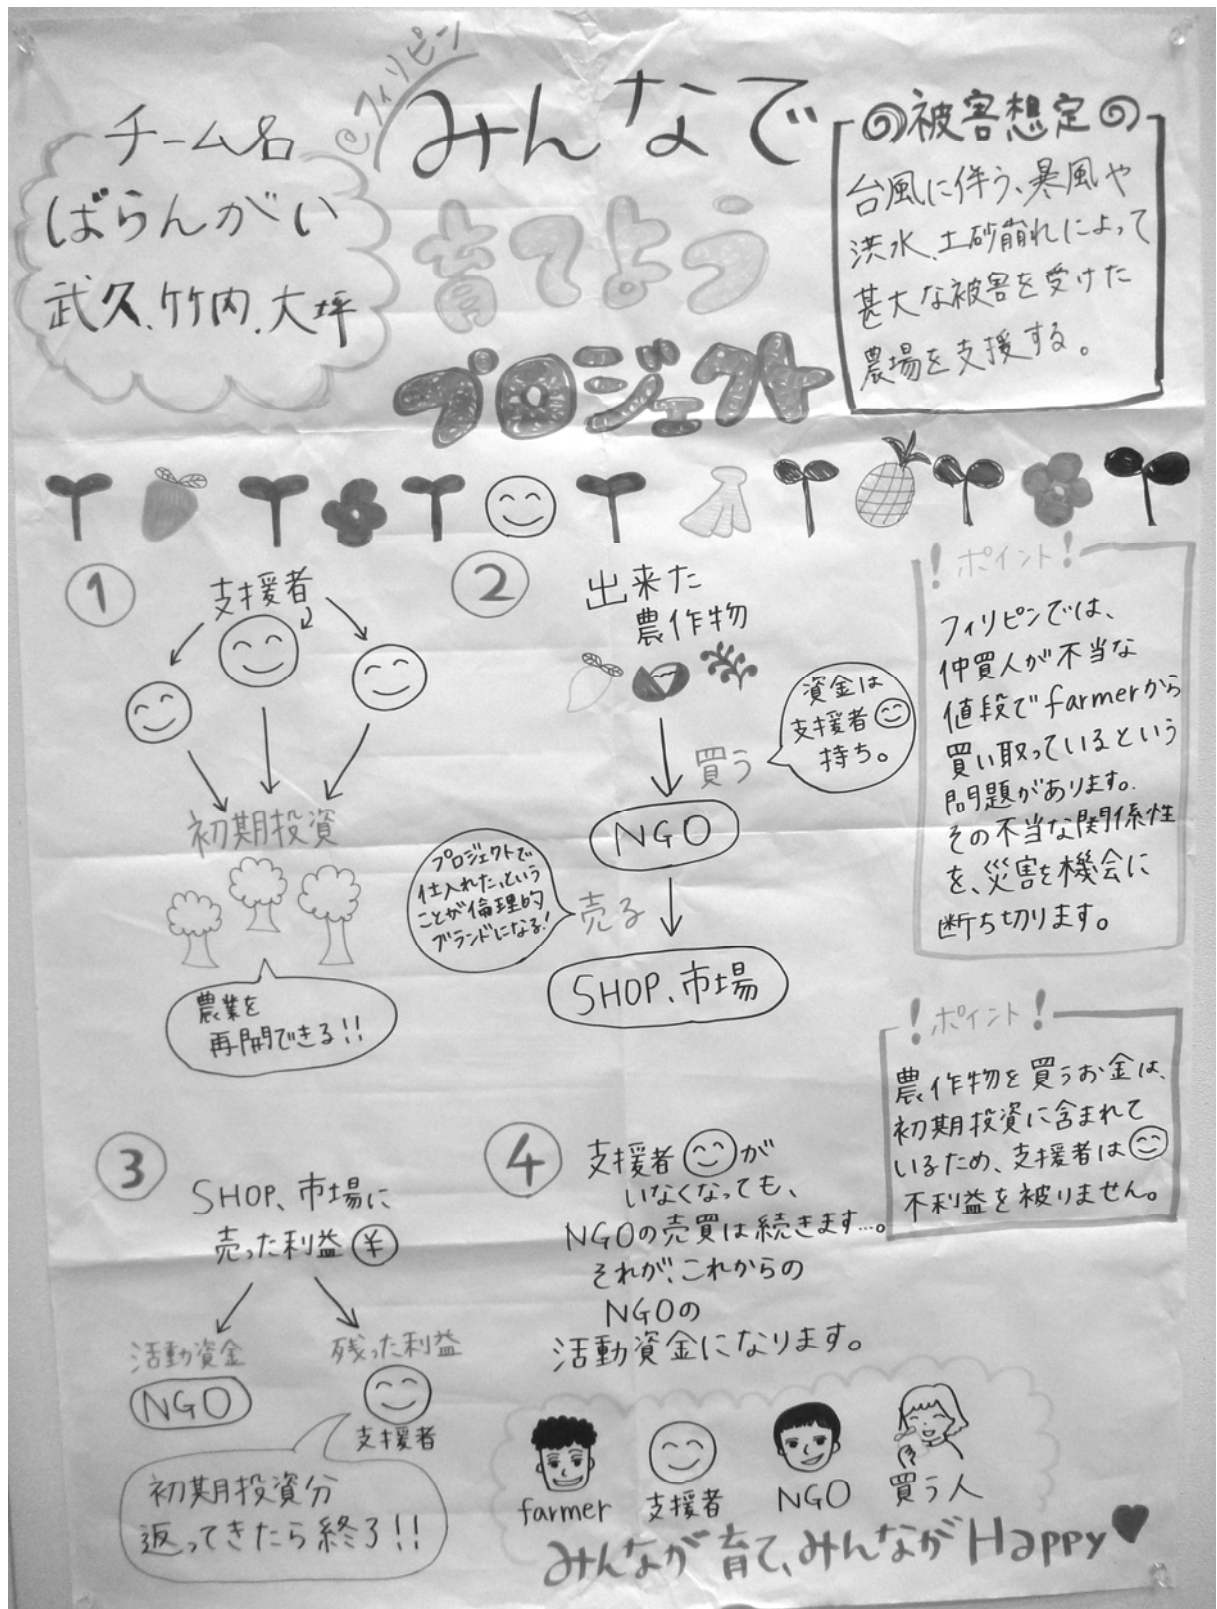 @フィリピン
みんなで
育てよう
プロジェクト
チーム名
ばらんがい
武久、竹内、大坪
被害想定
台風に伴う、暴風や
洪水、土砂崩れによって
甚大な被害を受けた
農場を支援する。
①
支援者
初期投資
農業を
再開できる!!
②
出来た
農作物
買う
資金は
支援者
持ち。
NGO
売る
プロジェクトで
仕入れた、という
ことが倫理的
ブランドになる!
SHOP、市場
!ポイント!
フィリピンでは、
仲買人が不当な
値段でfarmerから
買い取っているという
問題があります。
その不当な関係性
を、災害を機会に
断ち切ります。
!ポイント!
農作物を買うお金は、
初期投資に含まれて
いるため、支援者は
不利益を被りません。
③
SHOP、市場に
売った利益¥
活動資金
NGO
残った利益
支援者
初期投資分
返ってきたら終了!!
④
支援者が
いなくなっても、
NGOの売買は続きます…。
それが、これからの
NGOの
活動資金になります。
farmer
支援者
NGO
買う人
みんなが育て、みんながHappy♥